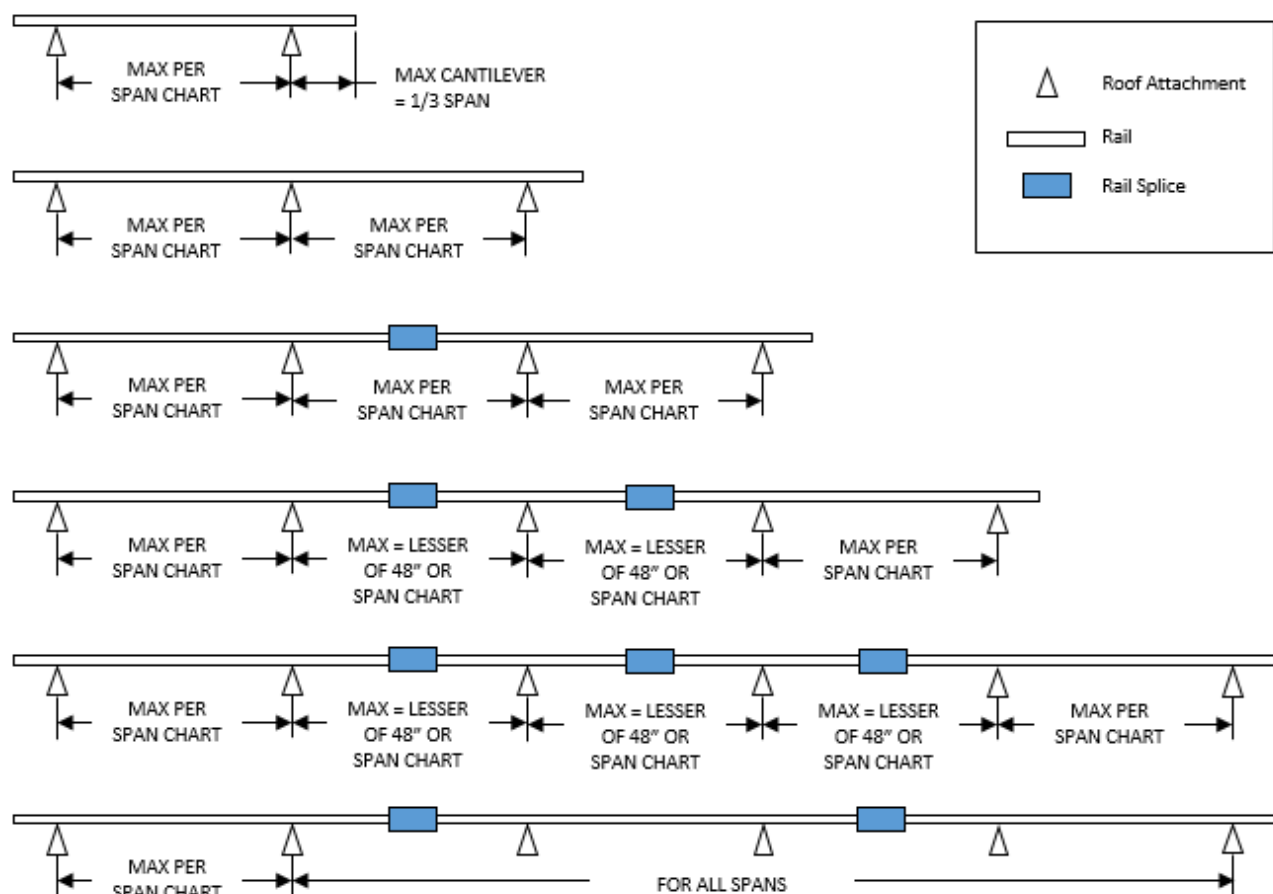 MAX PER
SPAN CHART
MAX CANTILEVER
= 1/3 SPAN
Roof Attachment
Rail
Rail Splice
MAX PER
SPAN CHART
MAX PER
SPAN CHART
MAX PER
SPAN CHART
MAX PER
SPAN CHART
MAX PER
SPAN CHART
MAX PER
SPAN CHART
MAX = LESSER
OF 48" OR
SPAN CHART
MAX = LESSER
OF 48" OR
SPAN CHART
MAX PER
SPAN CHART
MAX PER
SPAN CHART
MAX = LESSER
OF 48" OR
SPAN CHART
MAX = LESSER
OF 48" OR
SPAN CHART
MAX = LESSER
OF 48" OR
SPAN CHART
MAX PER
SPAN CHART
MAX PER
SPAN CHART
FOR ALL SPANS